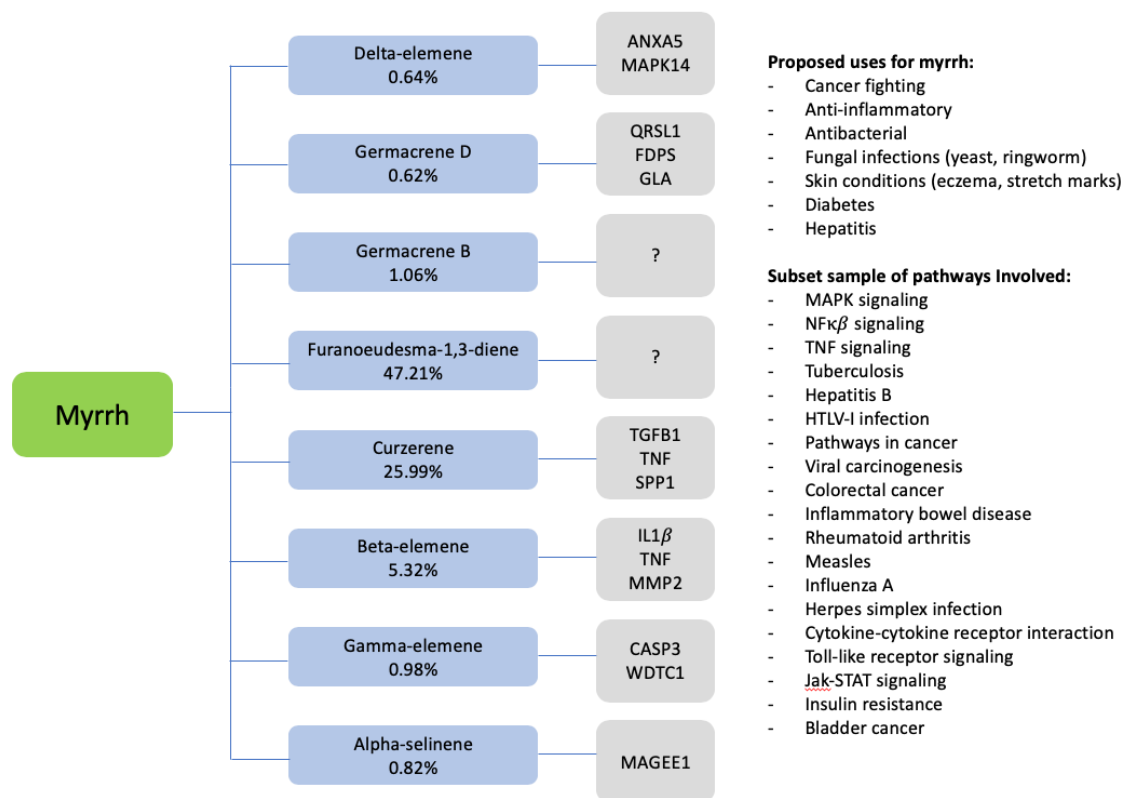 Myrrh
Delta-elemene
0.64%
ANXA5
MAPK14
Germacrene D
0.62%
QRSL1
FDPS
GLA
Germacrene B
1.06%
?
Furanoeudesma-1,3-diene
47.21%
?
Curzerene
25.99%
TGFB1
TNF
SPP1
Beta-elemene
5.32%
IL1β
TNF
MMP2
Gamma-elemene
0.98%
CASP3
WDTC1
Alpha-selinene
0.82%
MAGEE1
Proposed uses for myrrh:
- Cancer fighting
- Anti-inflammatory
- Antibacterial
- Fungal infections (yeast, ringworm)
- Skin conditions (eczema, stretch marks)
- Diabetes
- Hepatitis
Subset sample of pathways Involved:
- MAPK signaling
- NFκβ signaling
- TNF signaling
- Tuberculosis
- Hepatitis B
- HTLV-I infection
- Pathways in cancer
- Viral carcinogenesis
- Colorectal cancer
- Inflammatory bowel disease
- Rheumatoid arthritis
- Measles
- Influenza A
- Herpes simplex infection
- Cytokine-cytokine receptor interaction
- Toll-like receptor signaling
- Jak-STAT signaling
- Insulin resistance
- Bladder cancer